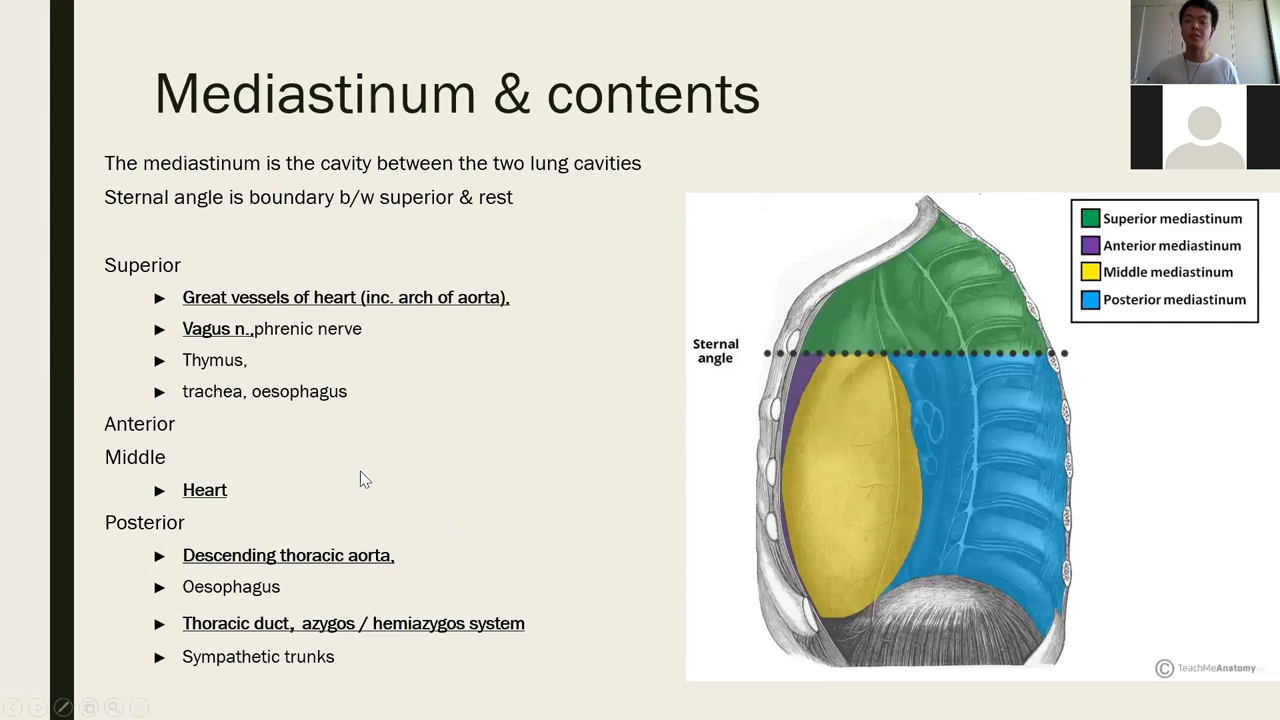 Mediastinum & contents
The mediastinum is the cavity between the two lung cavities
Sternal angle is boundary b/w superior & rest
Superior
► Great vessels of heart (inc. arch of aorta),
► Vagus n.,phrenic nerve
► Thymus,
► trachea, oesophagus
Anterior
Middle
► Heart
Posterior
► Descending thoracic aorta,
► Oesophagus
► Thoracic duct, azygos / hemiazygos system
► Sympathetic trunks
Superior mediastinum
Anterior mediastinum
Middle mediastinum
Posterior mediastinum
Sternal
angle
© TeachMeAnatomy